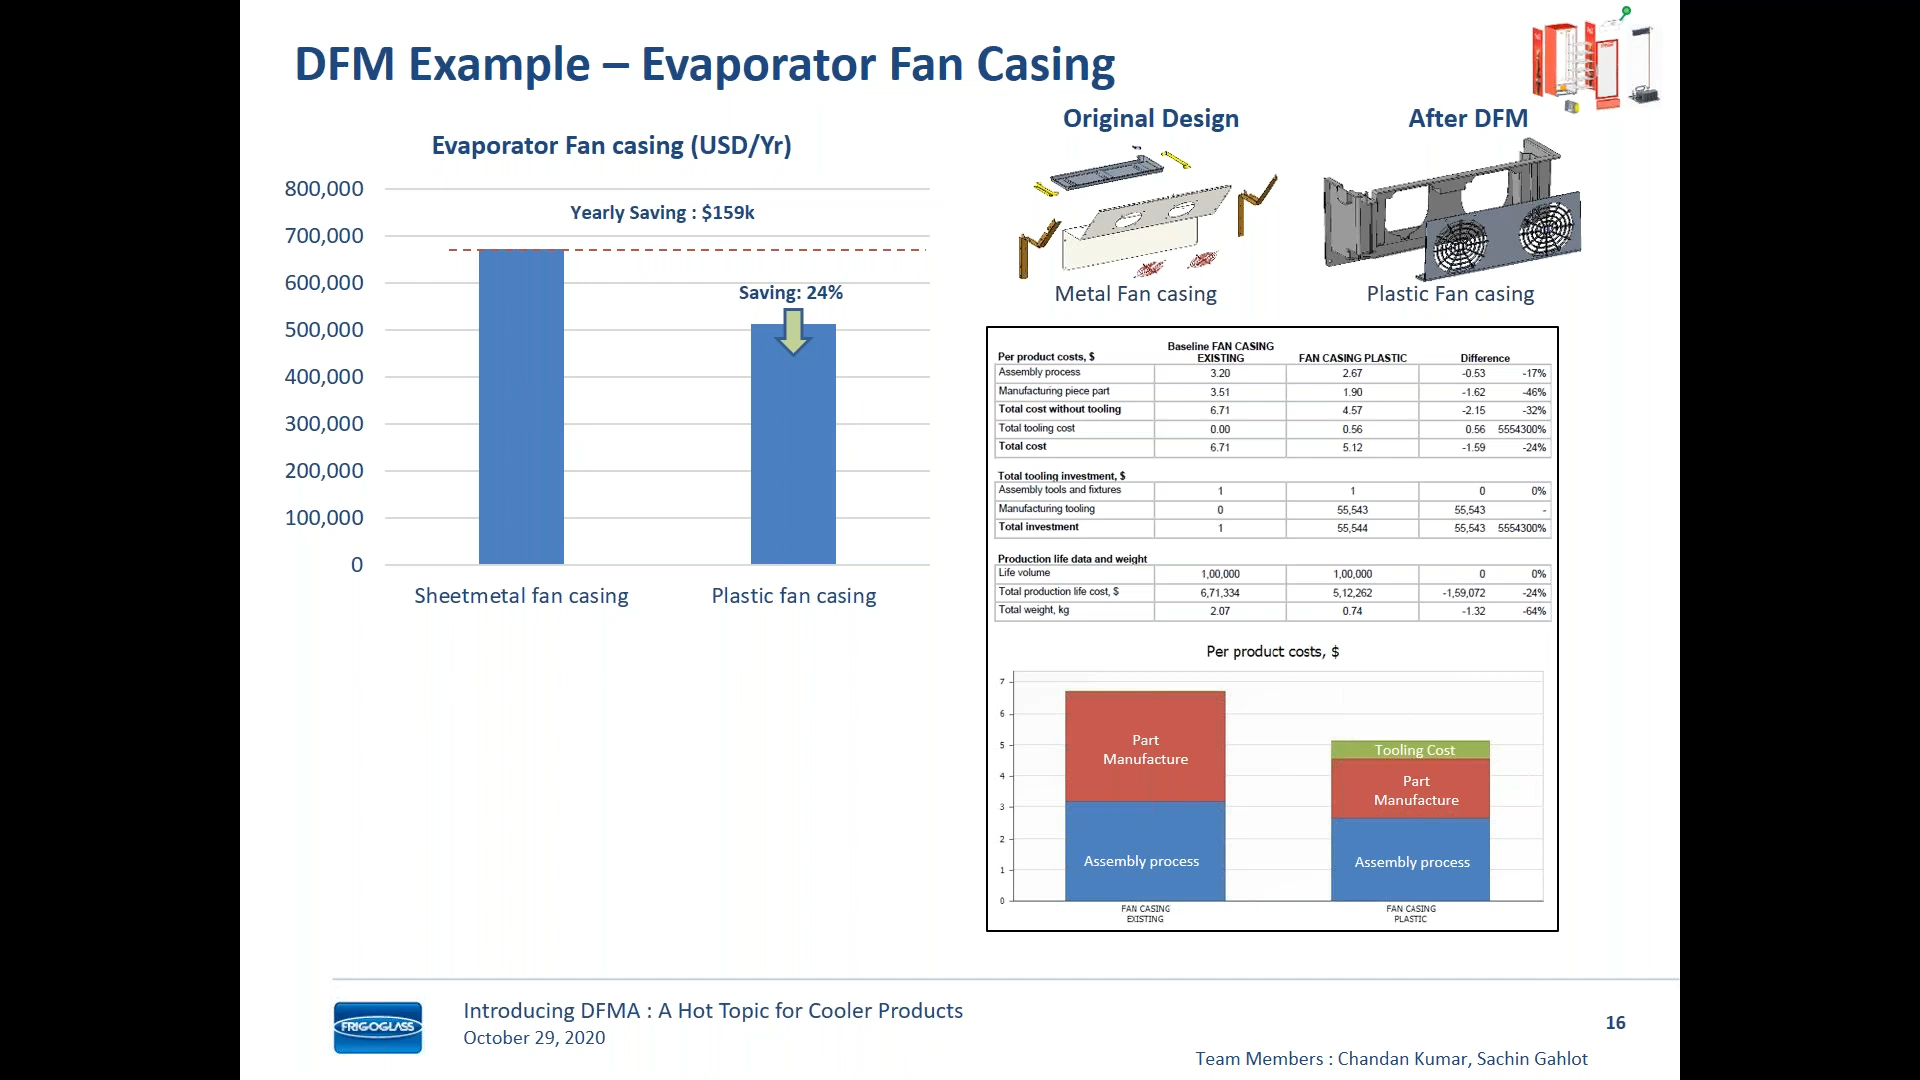 DFM Example – Evaporator Fan Casing
Evaporator Fan casing (USD/Yr)
800,000
700,000
600,000
500,000
400,000
300,000
200,000
100,000
0
Yearly Saving : $159k
Saving: 24%
Sheetmetal fan casing
Plastic fan casing
Original Design
After DFM
Metal Fan casing
Plastic Fan casing
Per product costs, $ Baseline FAN CASING EXISTING FAN CASING PLASTIC Difference
Assembly process 3.20 2.67 -0.53 -17%
Manufacturing piece part 3.51 1.90 -1.62 -46%
Total cost without tooling 6.71 4.57 -2.15 -32%
Total tooling cost 0.00 0.56 0.56 5554300%
Total cost 6.71 5.12 -1.59 -24%
Total tooling investment, $
Assembly tools and fixtures 1 1 0 0%
Manufacturing tooling 0 55,543 55,543 -
Total investment 1 55,544 55,543 5554300%
Production life data and weight
Life volume 1,00,000 1,00,000 0 0%
Total production life cost, $ 6,71,334 5,12,262 -1,59,072 -24%
Total weight, kg 2.07 0.74 -1.32 -64%
Per product costs, $
7
6
5
4
3
2
1
0
Part
Manufacture
Assembly process
Tooling Cost
Part
Manufacture
Assembly process
FAN CASING
EXISTING
FAN CASING
PLASTIC
FRIGOGLASS
Introducing DFMA : A Hot Topic for Cooler Products
October 29, 2020
16
Team Members : Chandan Kumar, Sachin Gahlot